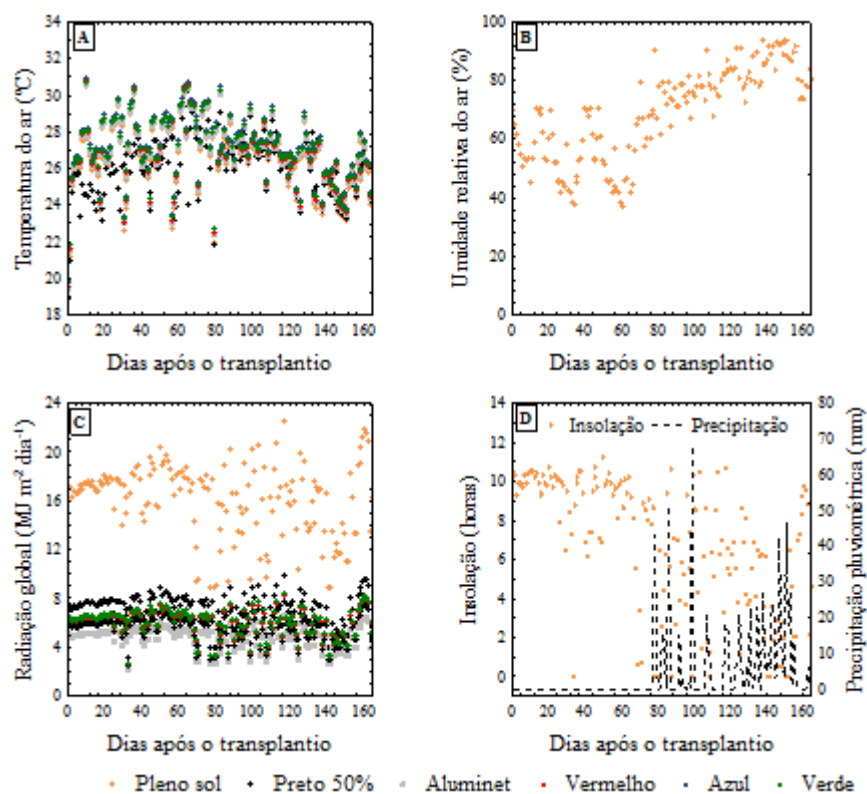 A
Temperatura do ar (ºC)
34
32
30
28
26
24
22
20
18
0 20 40 60 80 100 120 140 160
Dias após o transplantio
B
Umidade relativa do ar (%)
100
80
60
40
20
0
0 20 40 60 80 100 120 140 160
Dias após o transplantio
C
Radiação global (MJ m⁻² dia⁻¹)
24
20
16
12
8
4
0
0 20 40 60 80 100 120 140 160
Dias após o transplantio
D
Insolação Precipitação
Insolação (horas)
14
12
10
8
6
4
2
0
Precipitação pluviométrica (mm)
80
70
60
50
40
30
20
10
0
0 20 40 60 80 100 120 140 160
Dias após o transplantio
Pleno sol Preto 50% Aluminet Vermelho Azul Verde